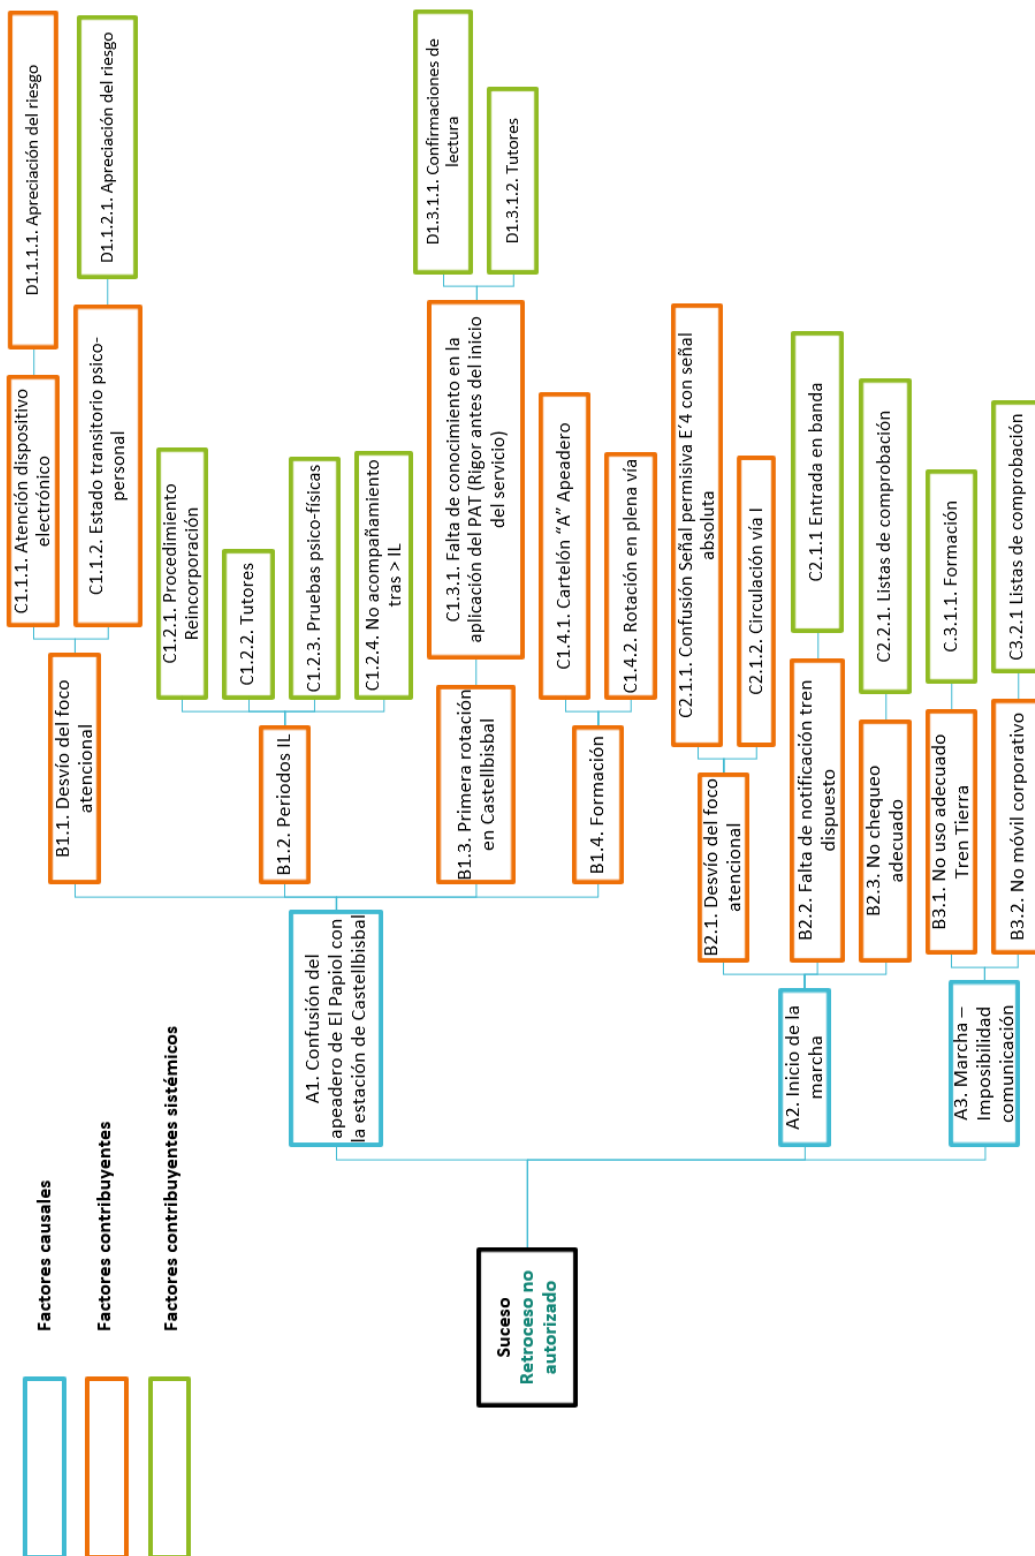 Factores causales
Factores contribuyentes
Factores contribuyentes sistémicos
Suceso
Retroceso no
autorizado
A1. Confusión del
apeadero de El Papiol con
la estación de Castellbisbal
A2. Inicio de la
marcha
A3. Marcha –
Imposibilidad
comunicación
B1.1. Desvío del foco
atencional
B1.2. Periodos IL
B1.3. Primera rotación
en Castellbisbal
B1.4. Formación
B2.1. Desvío del foco
atencional
B2.2. Falta de notificación tren
dispuesto
B2.3. No chequeo
adecuado
B3.1. No uso adecuado
Tren Tierra
B3.2. No móvil corporativo
C1.1.1. Atención dispositivo
electrónico
C1.1.2. Estado transitorio psico-
personal
C1.2.1. Procedimiento
Reincorporación
C1.2.2. Tutores
C1.2.3. Pruebas psico-físicas
C1.2.4. No acompañamiento
tras > IL
C1.3.1. Falta de conocimiento en la
aplicación del PAT (Rigor antes del inicio
del servicio)
C1.4.1. Cartelón “A” Apeadero
C1.4.2. Rotación en plena vía
C2.1.1. Confusión Señal permisiva E´4 con señal
absoluta
C2.1.2. Circulación vía I
C2.1.1 Entrada en banda
C2.2.1. Listas de comprobación
C.3.1.1. Formación
C3.2.1 Listas de comprobación
D1.1.1.1. Apreciación del riesgo
D1.1.2.1. Apreciación del riesgo
D1.3.1.1. Confirmaciones de
lectura
D1.3.1.2. Tutores